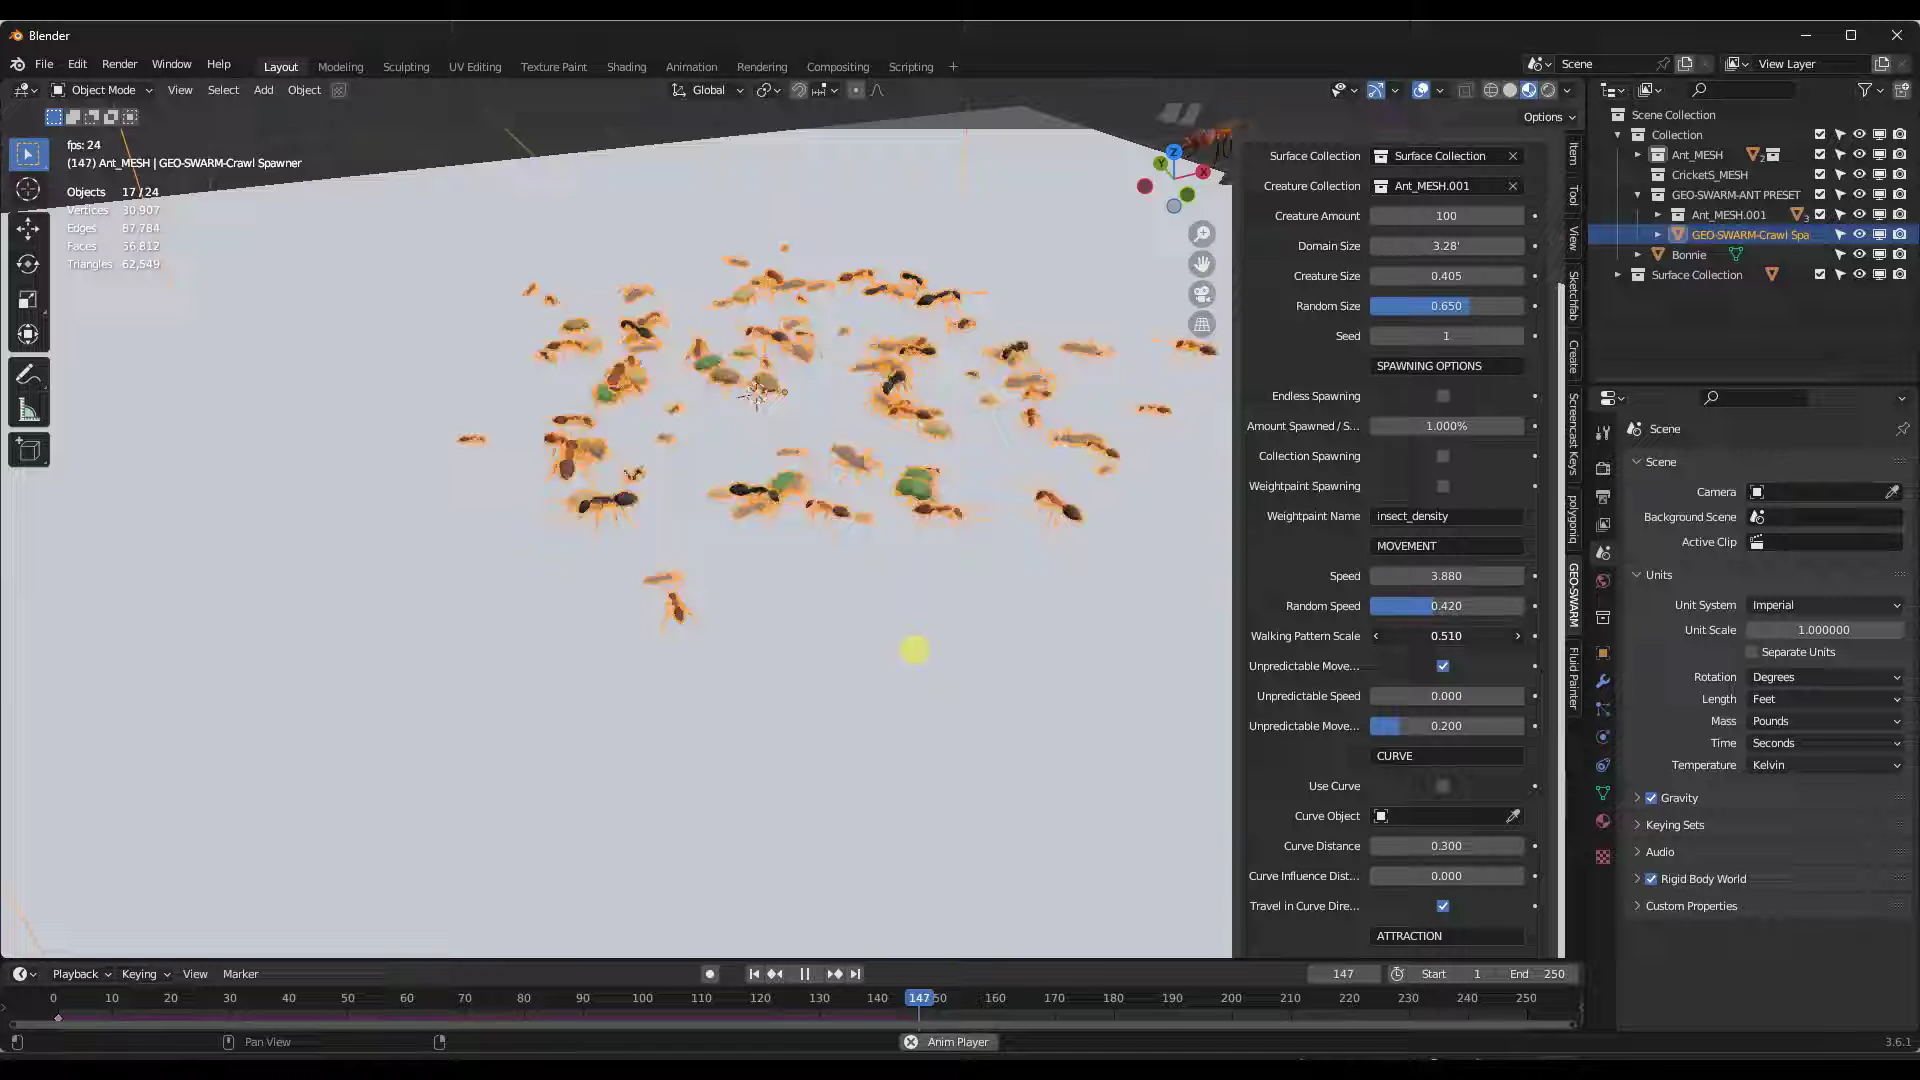 Blender
File Edit Render Window Help
Layout Modeling Sculpting UV Editing Texture Paint Shading Animation Rendering Compositing Scripting +
Scene
View Layer
Object Mode View Select Add Object
Global
Options
fps: 24
(147) Ant_MESH | GEO-SWARM-Crawl Spawner
Objects 17/24
Vertices 30,907
Edges 87,784
Faces 56,812
Triangles 62,549
Z
Y
X
Surface Collection Surface Collection
Creature Collection Ant_MESH.001
Creature Amount 100
Domain Size 3.28'
Creature Size 0.405
Random Size 0.650
Seed 1
SPAWNING OPTIONS
Endless Spawning
Amount Spawned / S... 1.000%
Collection Spawning
Weightpaint Spawning
Weightpaint Name insect_density
MOVEMENT
Speed 3.880
Random Speed 0.420
Walking Pattern Scale 0.510
Unpredictable Move...
Unpredictable Speed 0.000
Unpredictable Move... 0.200
CURVE
Use Curve
Curve Object
Curve Distance 0.300
Curve Influence Dist... 0.000
Travel in Curve Dire...
ATTRACTION
Item
Tool
View
Sketchfab
Create
Screencast Keys
polygoniq
GEO-SWARM
Fluid Painter
Scene Collection
Collection
Ant_MESH
2
CricketS_MESH
GEO-SWARM-ANT PRESET
Ant_MESH.001
3
GEO-SWARM-Crawl Spa
Bonnie
Surface Collection
Scene
Scene
Camera
Background Scene
Active Clip
Units
Unit System Imperial
Unit Scale 1.000000
Separate Units
Rotation Degrees
Length Feet
Mass Pounds
Time Seconds
Temperature Kelvin
Gravity
Keying Sets
Audio
Rigid Body World
Custom Properties
Playback Keying View Marker
147 Start 1 End 250
0 10 20 30 40 50 60 70 80 90 100 110 120 130 140 147 50 160 170 180 190 200 210 220 230 240 250
Pan View
Anim Player
3.6.1